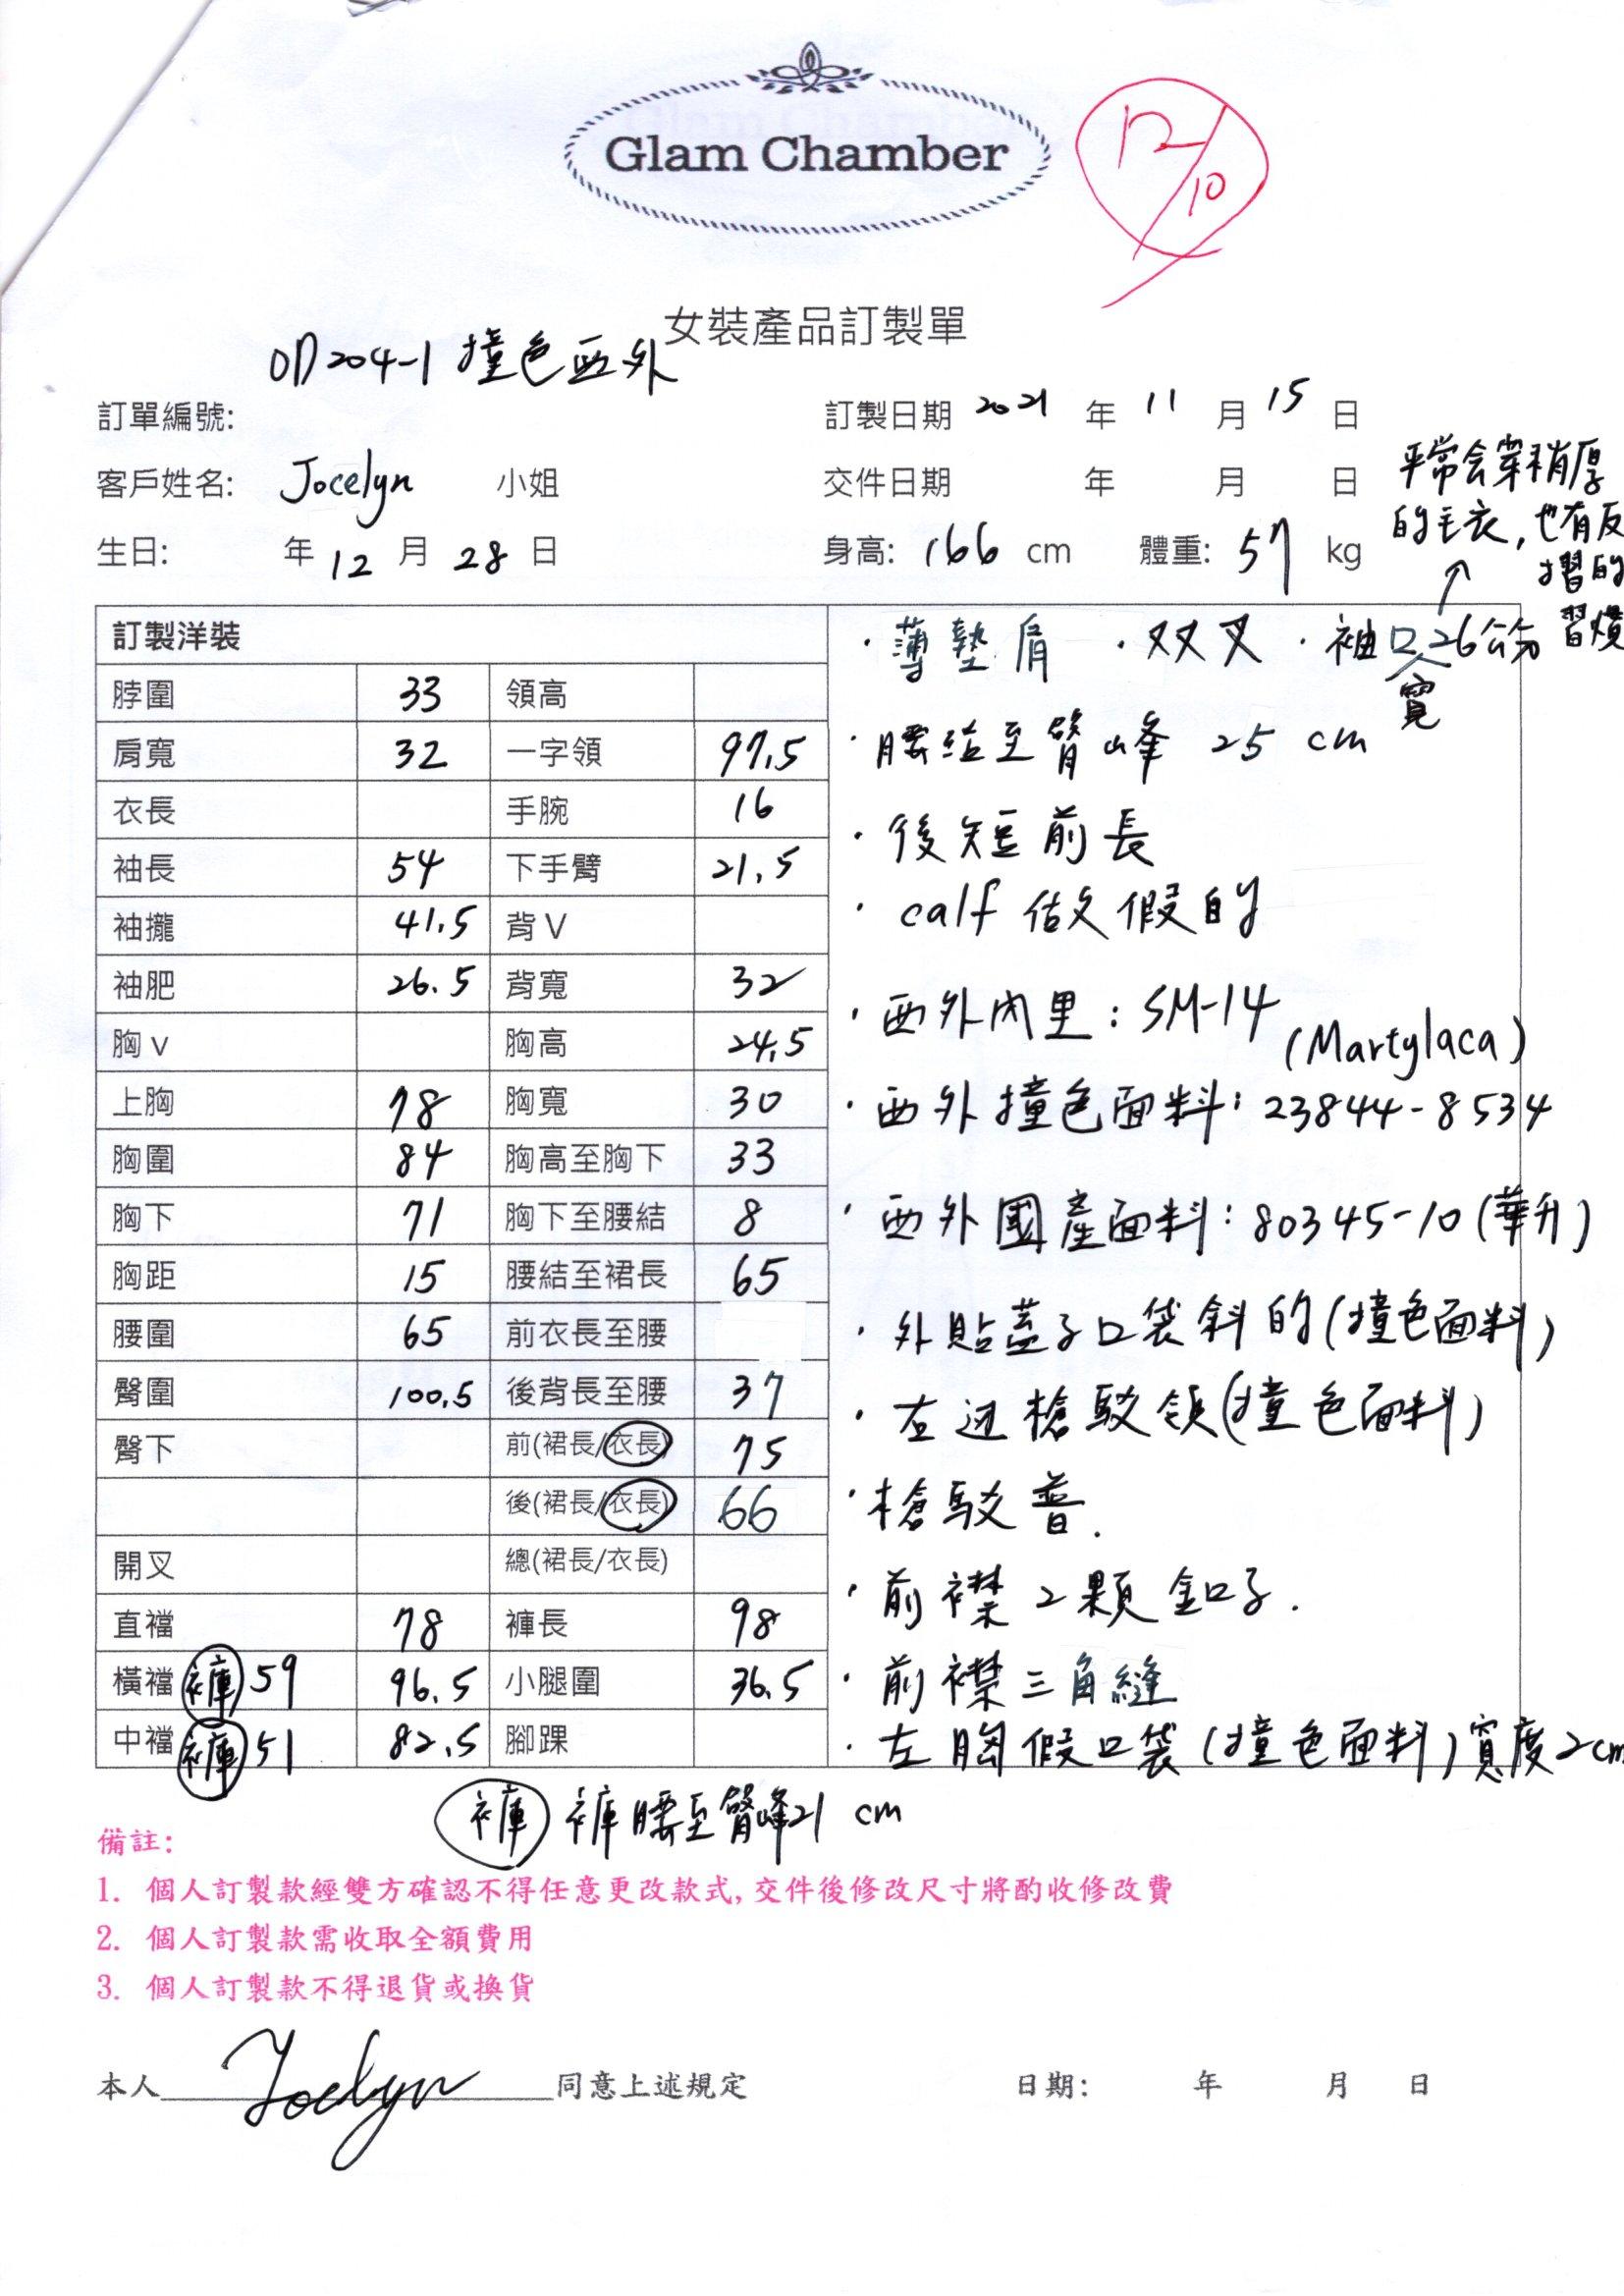 Glam Chamber
12/10
女裝產品訂製單
OD204-1 撞色西外
訂單編號: 訂製日期 2021 年 11 月 15 日
客戶姓名: Jocelyn 小姐 交件日期 年 月 日
生日: 年 12 月 28 日 身高: 166 cm 體重: 57 kg
平常会穿稍厚
的毛衣,也有反
摺的
習慣
訂製洋裝
脖圍 33 領高
肩寬 32 一字領 97.5
衣長 手腕 16
袖長 54 下手臂 21.5
袖攏 41.5 背V
袖肥 26.5 背寬 32
胸v 胸高 24.5
上胸 78 胸寬 30
胸圍 84 胸高至胸下 33
胸下 71 胸下至腰結 8
胸距 15 腰結至裙長 65
腰圍 65 前衣長至腰
臀圍 100.5 後背長至腰 37
臀下 前(裙長/衣長) 75
後(裙長/衣長) 66
開叉 總(裙長/衣長)
直襠 78 褲長 98
橫襠 褲 59 96.5 小腿圍 36.5
中襠 褲 51 82.5 腳踝
·薄墊肩 ·双叉 ·袖口寬26公分
·腰結至臀峰 25 cm
·後短前長
·calf 做假的
·西外內里: SM-14
(Martylaca)
·西外撞色面料: 23844-8534
·西外國產面料: 80345-10 (華升)
·外貼蓋子口袋斜的(撞色面料)
·左边槍駁領(撞色面料)
·槍駁普.
·前襟2顆釦子.
·前襟三角縫
·左胸假口袋(撞色面料)寬度2cm
褲 褲腰至臀峰21 cm
備註:
1. 個人訂製款經雙方確認不得任意更改款式,交件後修改尺寸將酌收修改費
2. 個人訂製款需收取全額費用
3. 個人訂製款不得退貨或換貨
本人 Jocelyn 同意上述規定 日期: 年 月 日